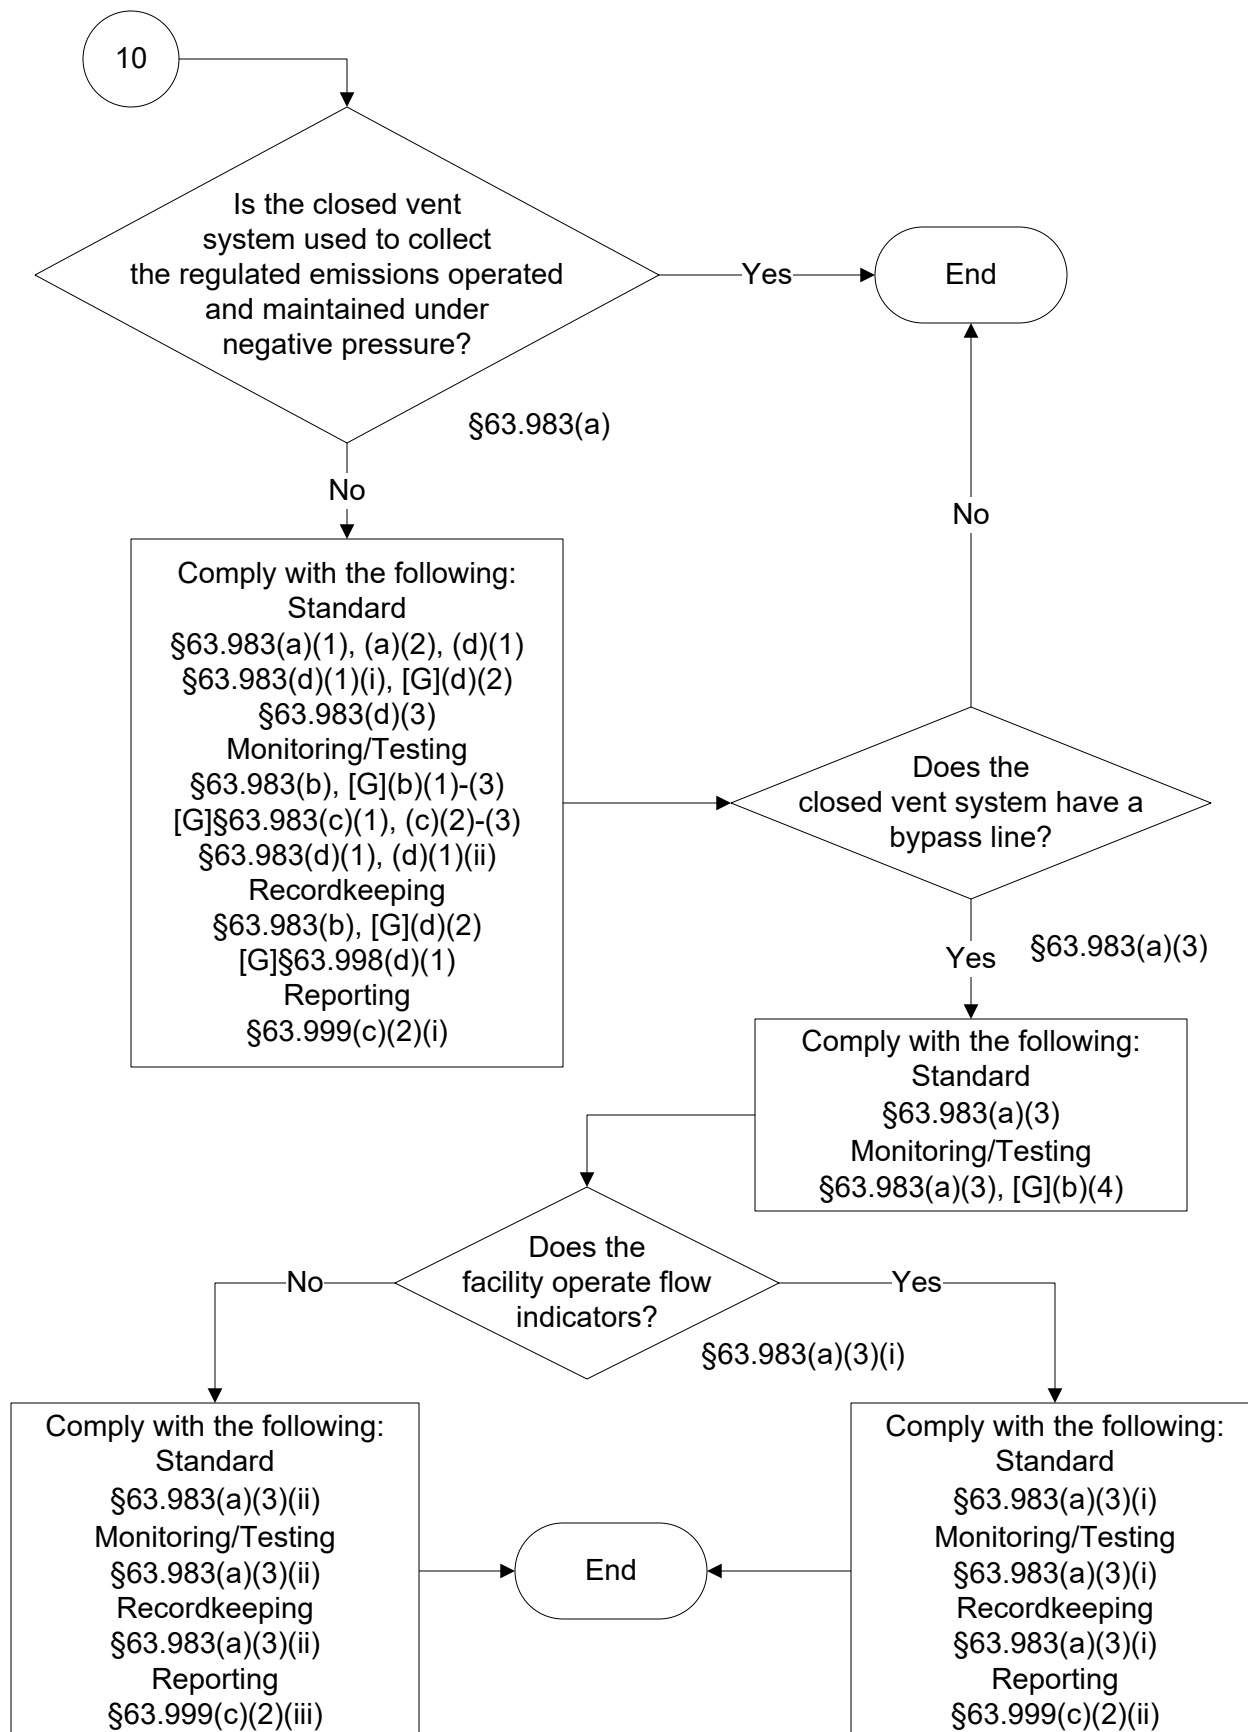 10
Is the closed vent
system used to collect
the regulated emissions operated
and maintained under
negative pressure?
Yes
End
§63.983(a)
No
No
Comply with the following:
Standard
§63.983(a)(1), (a)(2), (d)(1)
§63.983(d)(1)(i), [G](d)(2)
§63.983(d)(3)
Monitoring/Testing
§63.983(b), [G](b)(1)-(3)
[G]§63.983(c)(1), (c)(2)-(3)
§63.983(d)(1), (d)(1)(ii)
Recordkeeping
§63.983(b), [G](d)(2)
[G]§63.998(d)(1)
Reporting
§63.999(c)(2)(i)
Does the
closed vent system have a
bypass line?
Yes
§63.983(a)(3)
Comply with the following:
Standard
§63.983(a)(3)
Monitoring/Testing
§63.983(a)(3), [G](b)(4)
Does the
facility operate flow
indicators?
No
Yes
§63.983(a)(3)(i)
Comply with the following:
Standard
§63.983(a)(3)(ii)
Monitoring/Testing
§63.983(a)(3)(ii)
Recordkeeping
§63.983(a)(3)(ii)
Reporting
§63.999(c)(2)(iii)
End
Comply with the following:
Standard
§63.983(a)(3)(i)
Monitoring/Testing
§63.983(a)(3)(i)
Recordkeeping
§63.983(a)(3)(i)
Reporting
§63.999(c)(2)(ii)